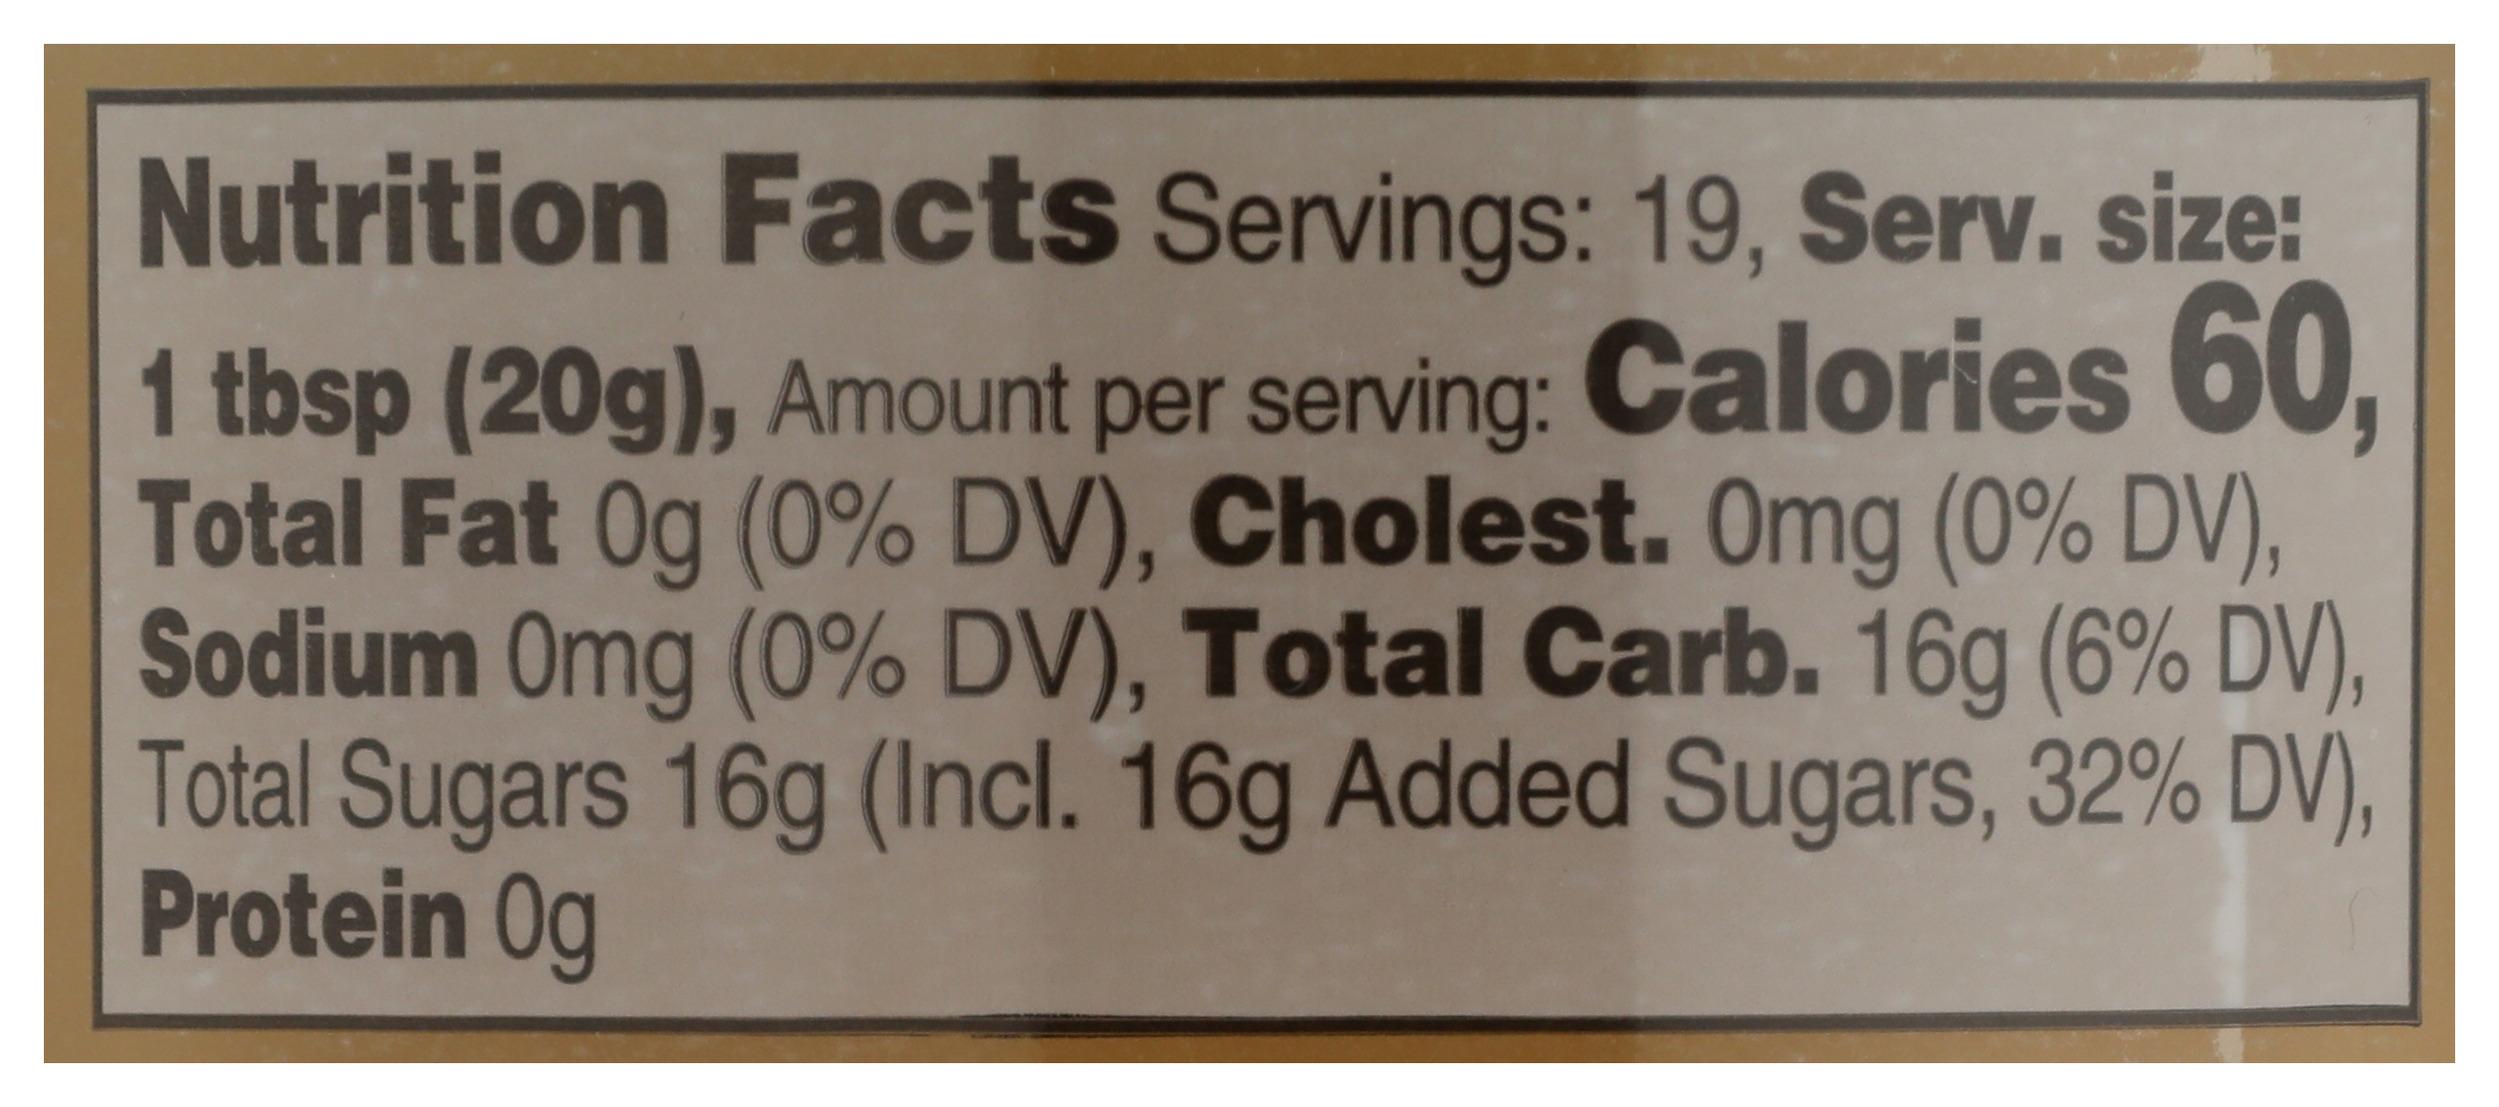 Nutrition Facts Servings: 19, Serv. size:
1 tbsp (20g), Amount per serving: Calories 60,
Total Fat 0g (0% DV), Cholest. 0mg (0% DV),
Sodium 0mg (0% DV), Total Carb. 16g (6% DV),
Total Sugars 16g (Incl. 16g Added Sugars, 32% DV),
Protein 0g